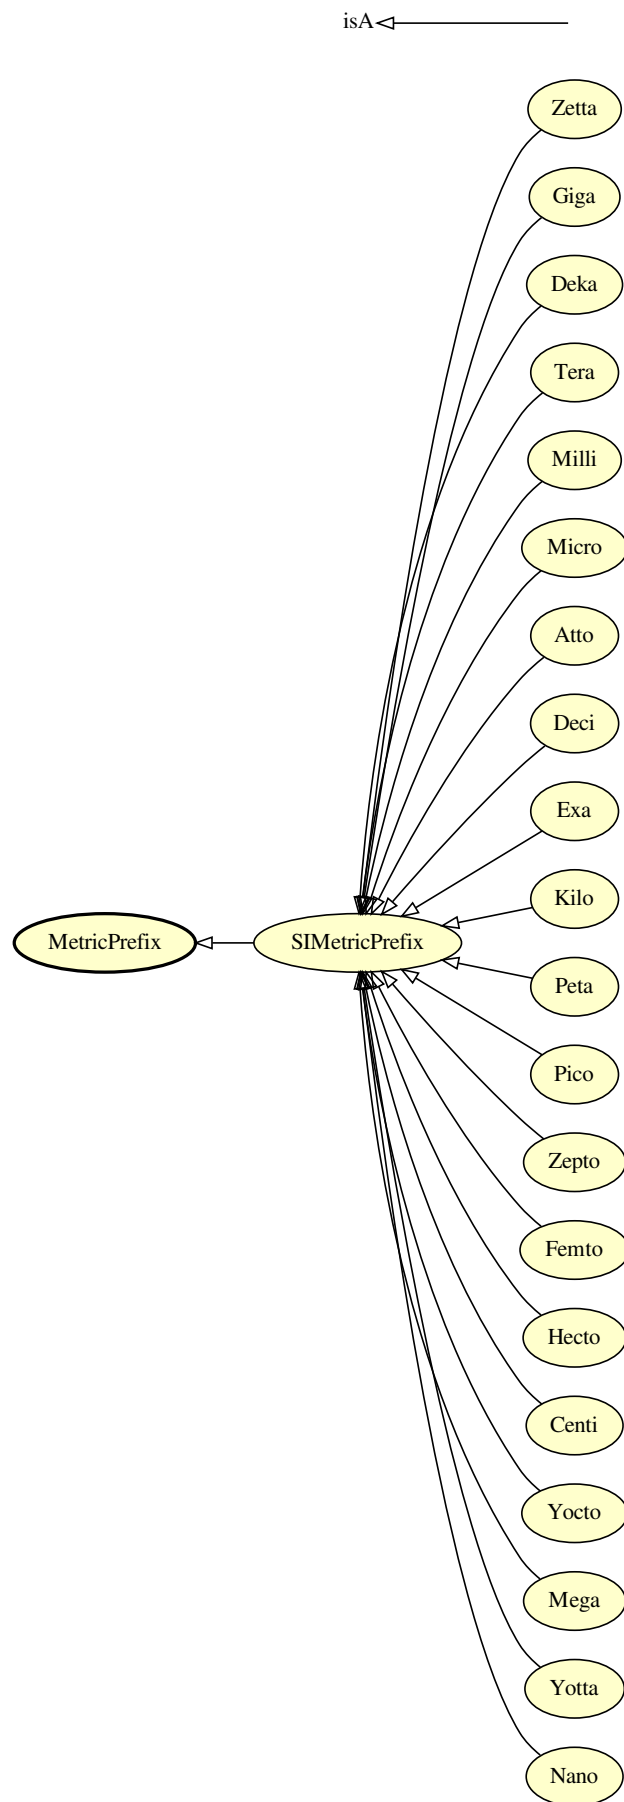 isA
Zetta
Giga
Deka
Tera
Milli
Micro
Atto
Deci
Exa
Kilo
MetricPrefix
SIMetricPrefix
Peta
Pico
Zepto
Femto
Hecto
Centi
Yocto
Mega
Yotta
Nano